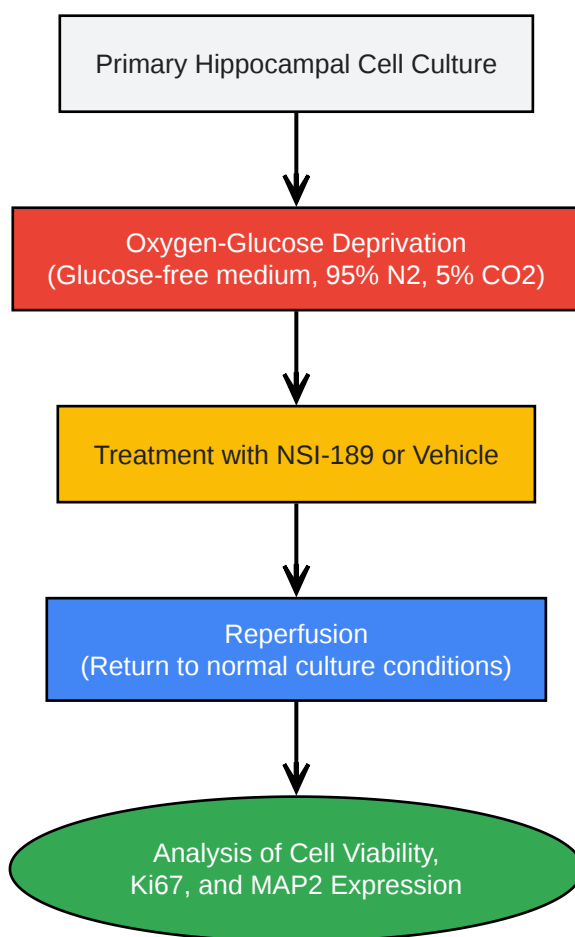 Primary Hippocampal Cell Culture
Oxygen-Glucose Deprivation
(Glucose-free medium, 95% N2, 5% CO2)
Treatment with NSI-189 or Vehicle
Reperfusion
(Return to normal culture conditions)
Analysis of Cell Viability,
Ki67, and MAP2 Expression